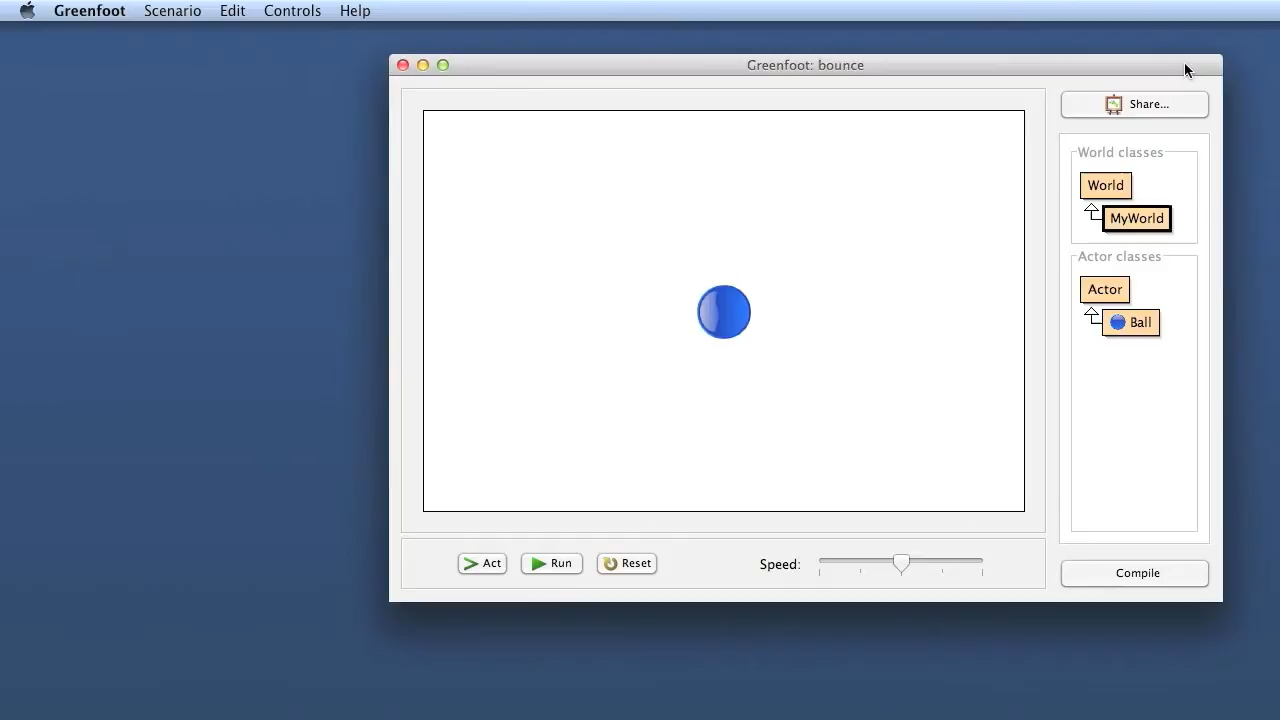 Greenfoot Scenario Edit Controls Help
Greenfoot: bounce
Share...
World classes
World
MyWorld
Actor classes
Actor
Ball
Act Run Reset Speed:
Compile